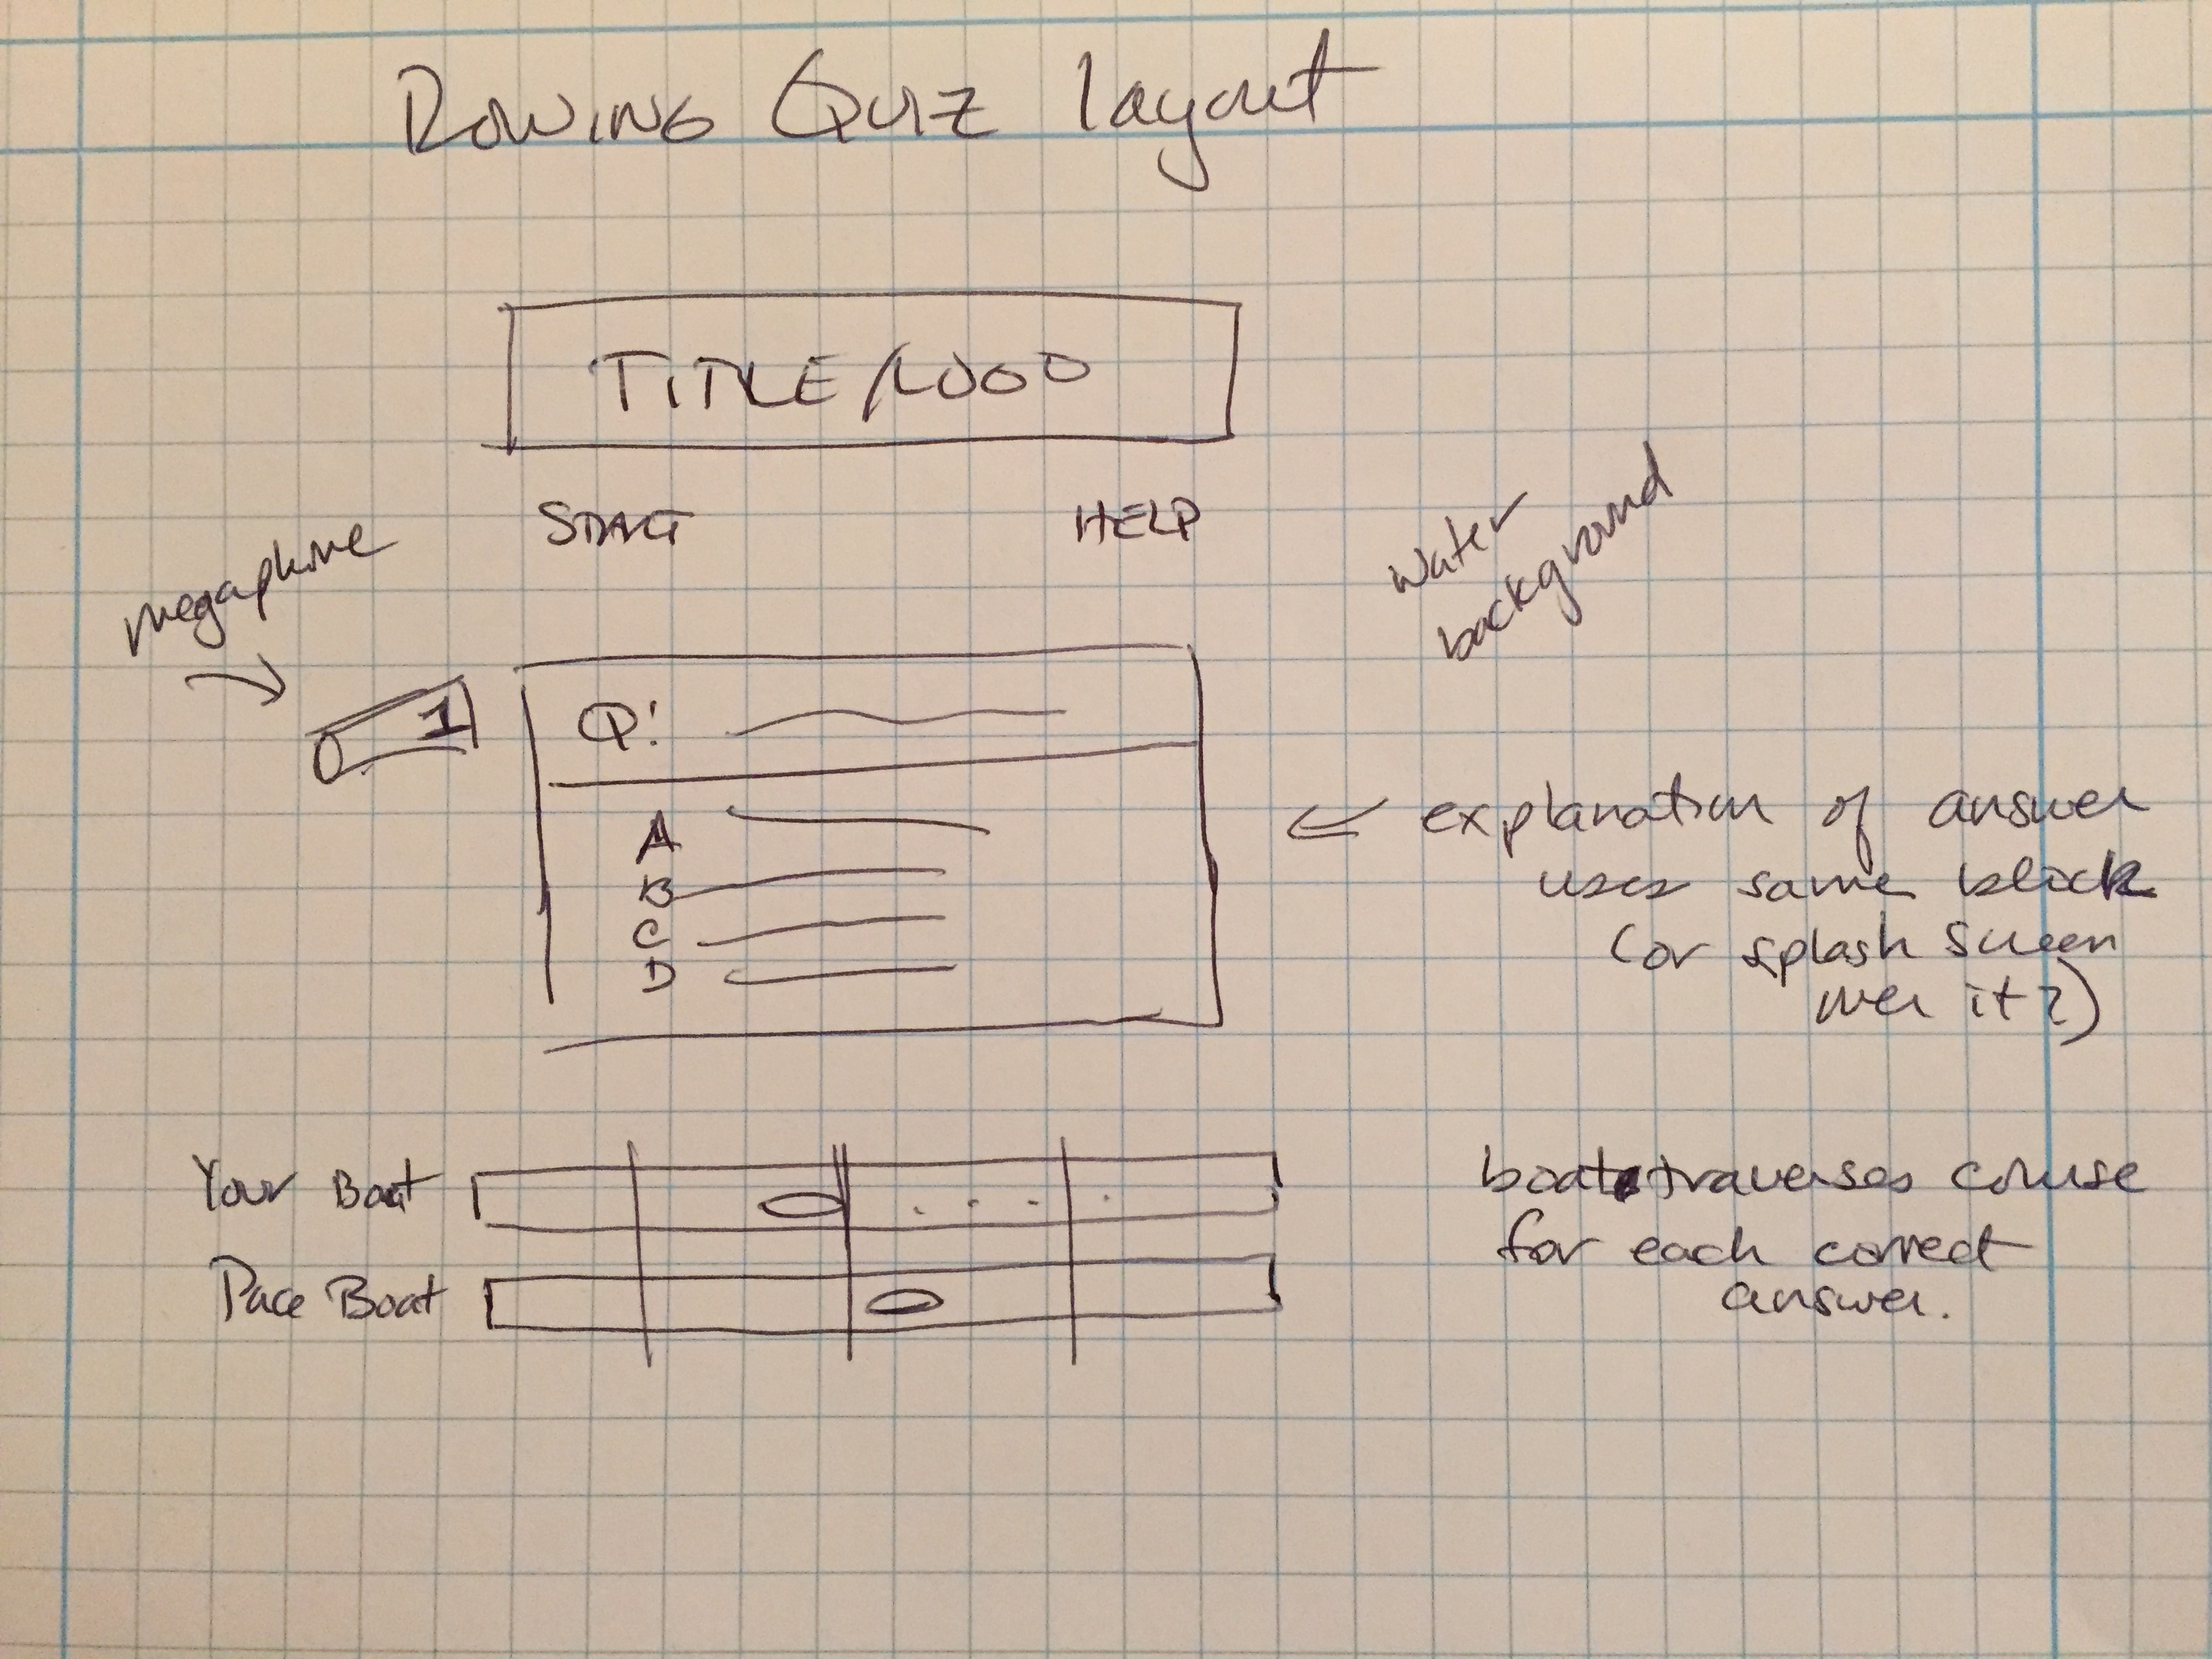 Rowing Quiz layout
TITLE/LOGO
START HELP
megaphone
water
background
1
Q:
A
B
C
D
explanation of answer
uses same block
(or splash screen
over it?)
Your Boat
Pace Boat
boat traverses course
for each correct
answer.